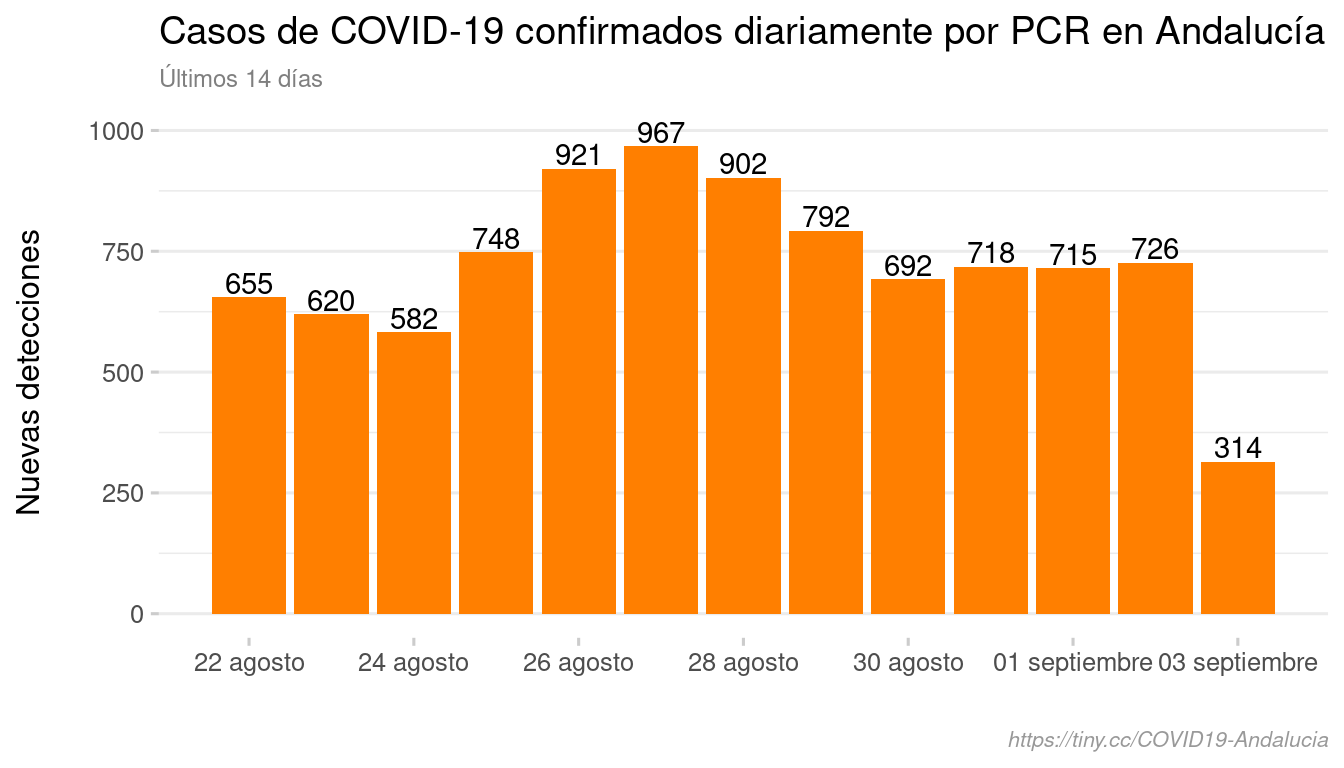 Casos de COVID-19 confirmados diariamente por PCR en Andalucía
Últimos 14 días
Nuevas detecciones
1000
750
500
250
0
655
620
582
748
921
967
902
792
692
718
715
726
314
22 agosto
24 agosto
26 agosto
28 agosto
30 agosto
01 septiembre
03 septiembre
https://tiny.cc/COVID19-Andalucia